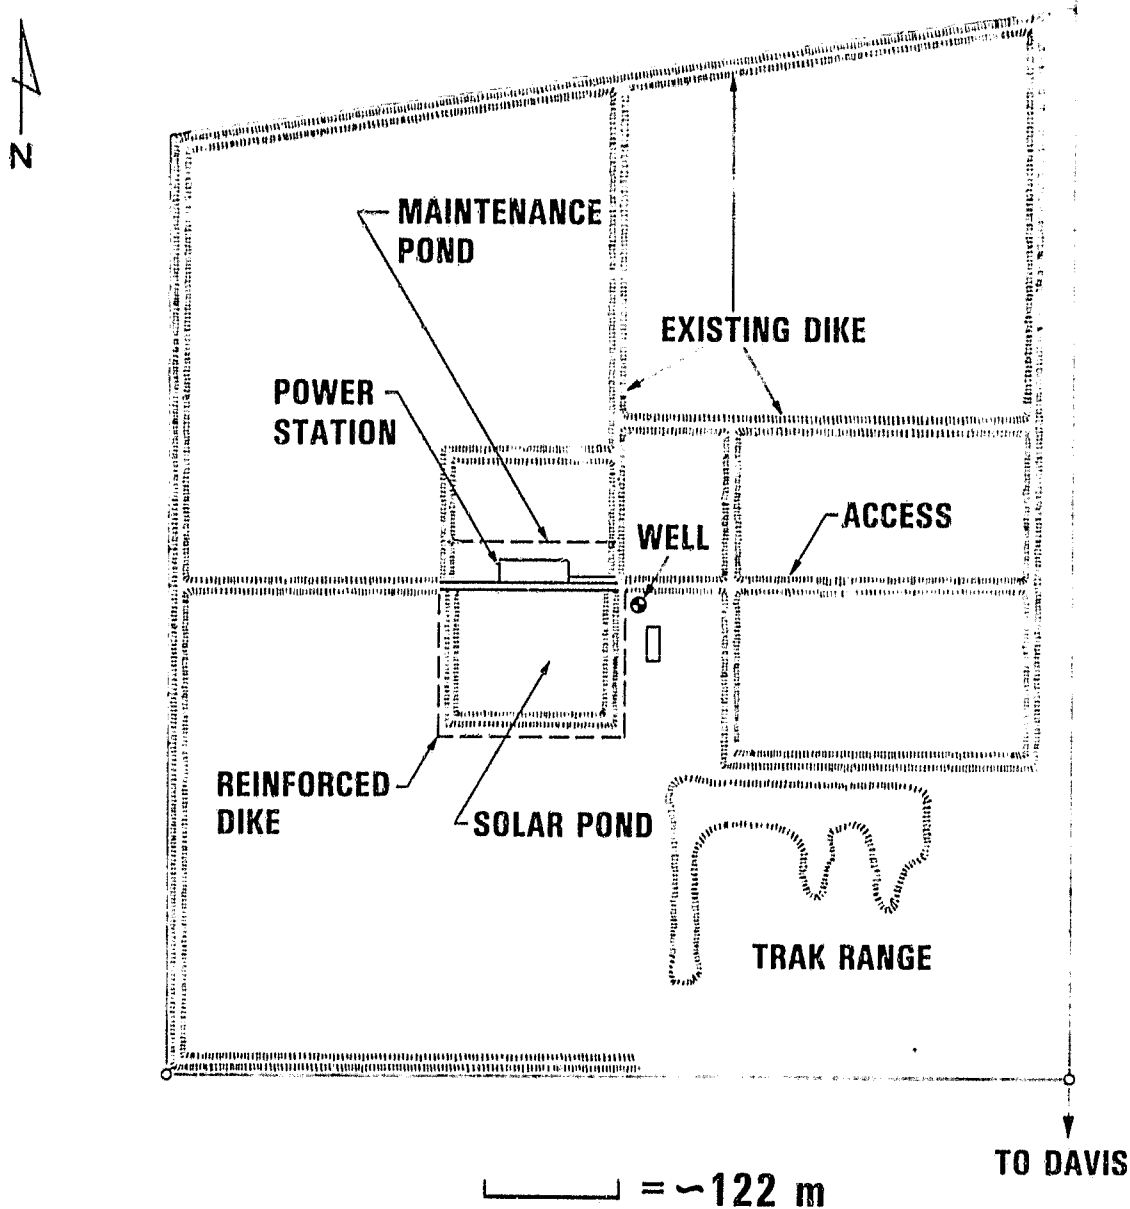 N
MAINTENANCE
POND
EXISTING DIKE
POWER
STATION
ACCESS
WELL
REINFORCED
DIKE
SOLAR POND
TRAK RANGE
TO DAVIS
= ~122 m